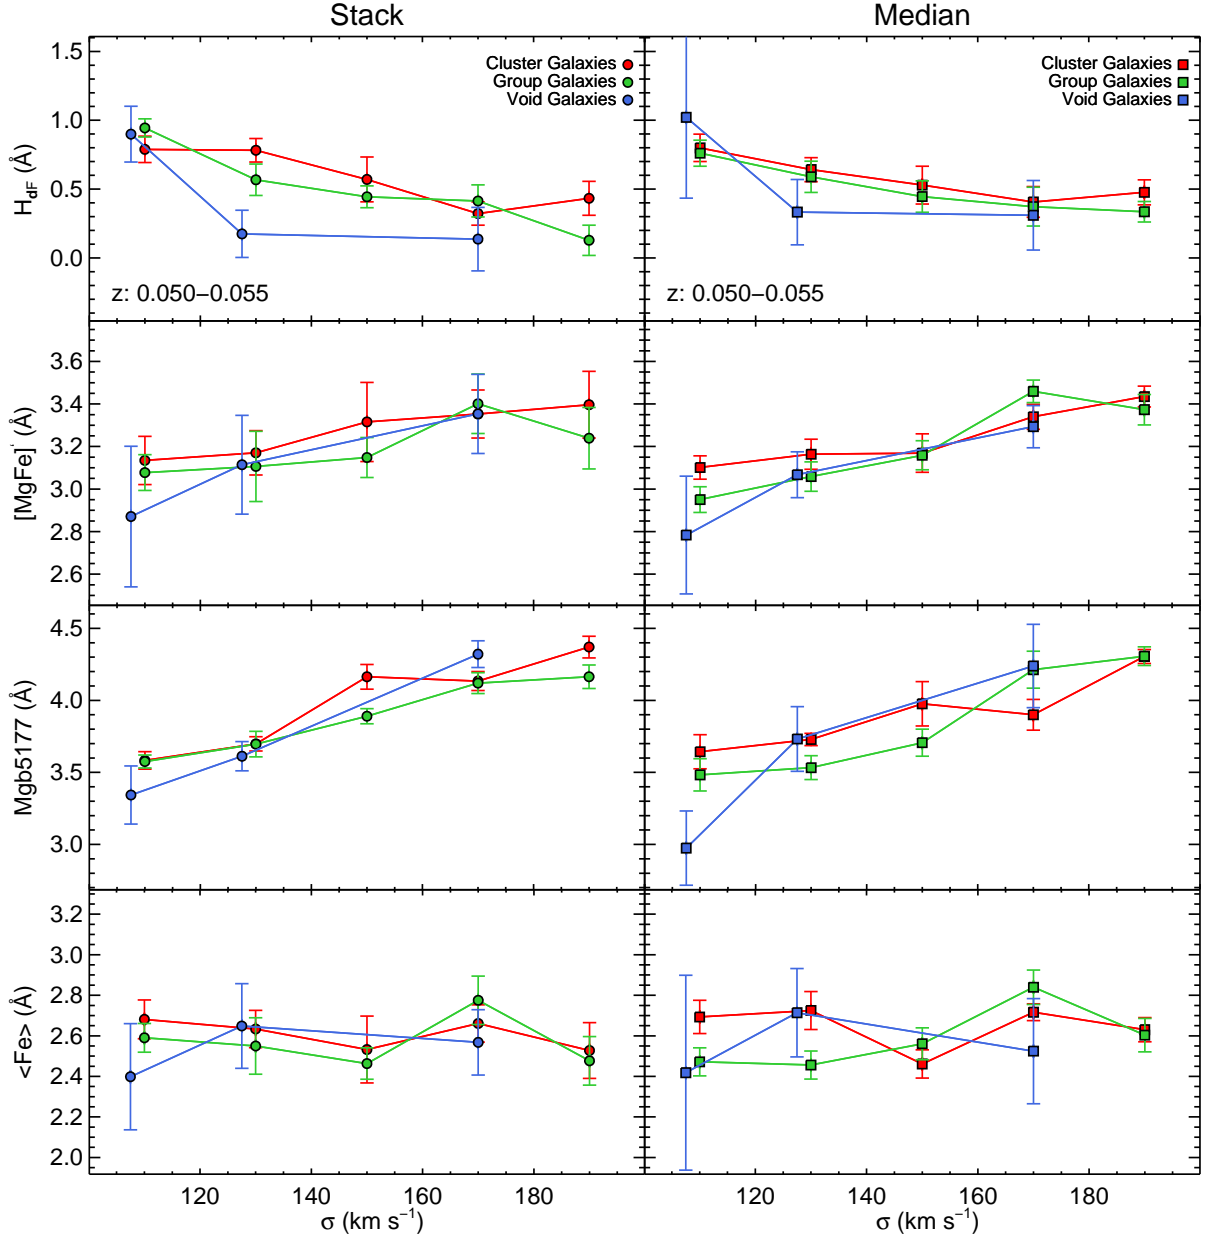 Stack Median
1.5
1.0
0.5
0.0
HdF (Å)
Cluster Galaxies
Group Galaxies
Void Galaxies
z: 0.050−0.055
Cluster Galaxies
Group Galaxies
Void Galaxies
z: 0.050−0.055
3.6
3.4
3.2
3.0
2.8
2.6
[MgFe]‘ (Å)
4.5
4.0
3.5
3.0
Mgb5177 (Å)
3.2
3.0
2.8
2.6
2.4
2.2
2.0
<Fe> (Å)
120 140 160 180
120 140 160 180
σ (km s⁻¹)
σ (km s⁻¹)